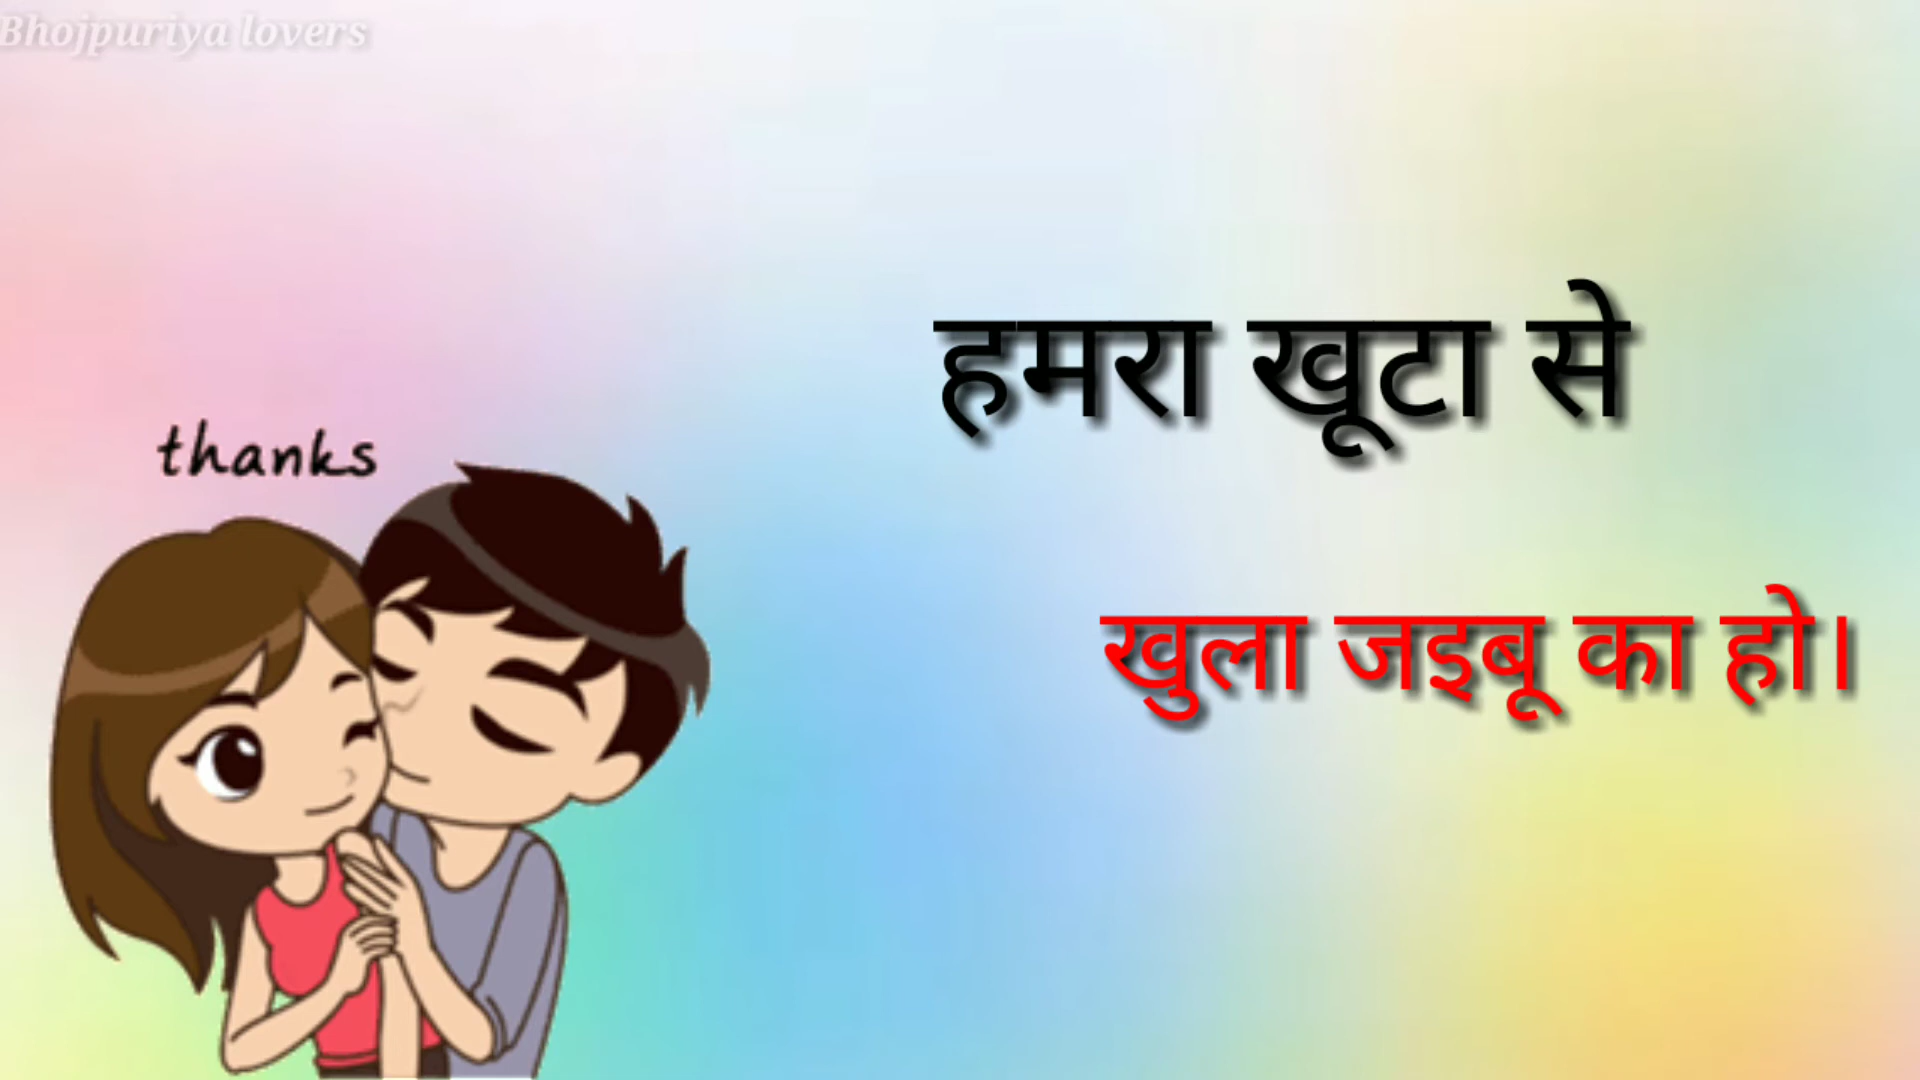 Bhojpuriya lovers
हमरा खूटा से
thanks
खुला जइबू का हो।